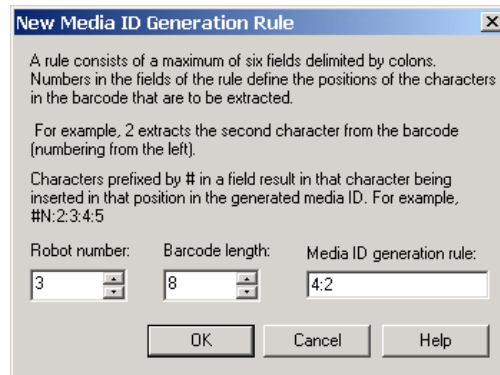 New Media ID Generation Rule
A rule consists of a maximum of six fields delimited by colons.
Numbers in the fields of the rule define the positions of the characters
in the barcode that are to be extracted.
For example, 2 extracts the second character from the barcode
(numbering from the left).
Characters prefixed by # in a field result in that character being
inserted in that position in the generated media ID. For example,
#N:2:3:4:5
Robot number: Barcode length: Media ID generation rule:
3 8 4:2
OK Cancel Help